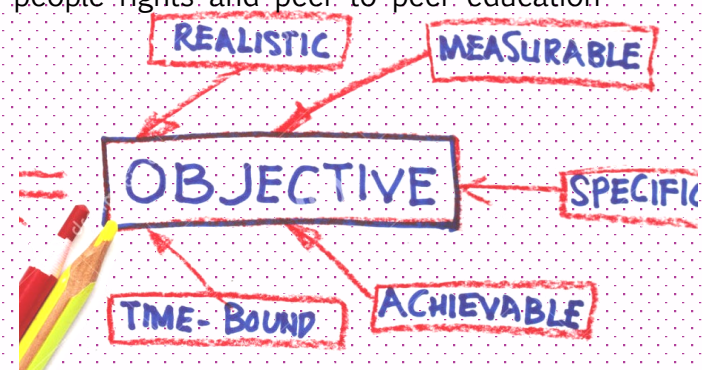 people rights and peer to peer education
REALISTIC
MEASURABLE
OBJECTIVE
SPECIFIC
TIME-BOUND
ACHIEVABLE